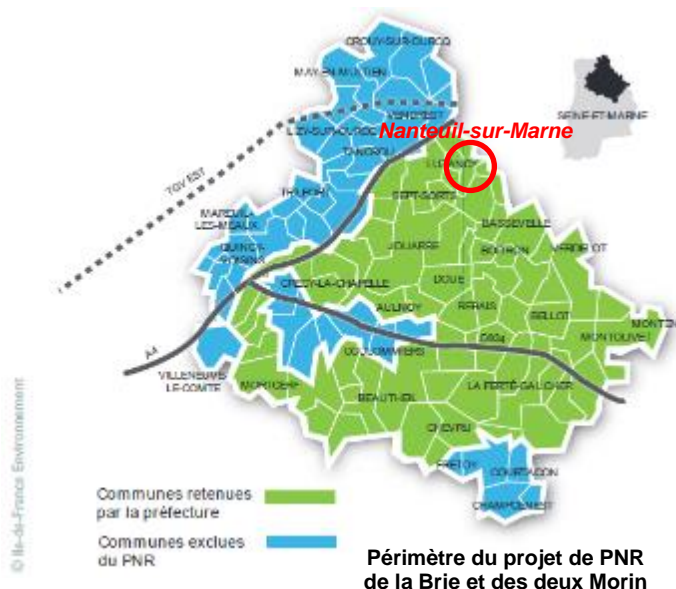 CROUY-SUR-OURCQ
MAY-EN-MULTIEN
VENDREST
SEINE-ET-MARNE
Nanteuil-sur-Marne
LIZY-SUR-OURCQ
TANCROU
LUZANCY
TGV EST
TRILPORT
SEPT-SORTS
MAREUIL
LES-MEAUX
BASSEVELLE
QUINCY
VOISINS
JOUARRE
BOITRON
VERDELOT
CRECY-LA-CHAPELLE
DOUE
AULNOY
REBAIS
BELLOT
MONTEN
MONTOLIVET
D934
A4
COULOMMIERS
VILLENEUVE
LE-COMTE
MORTCERF
LA FERTÉ-GAUCHER
BEAUTHEIL
CHEVRU
FRETOY
COURTACON
CHAMPCENEST
Communes retenues
par la préfecture
Communes exclues
du PNR
Périmètre du projet de PNR
de la Brie et des deux Morin
© Ile-de-France Environnement